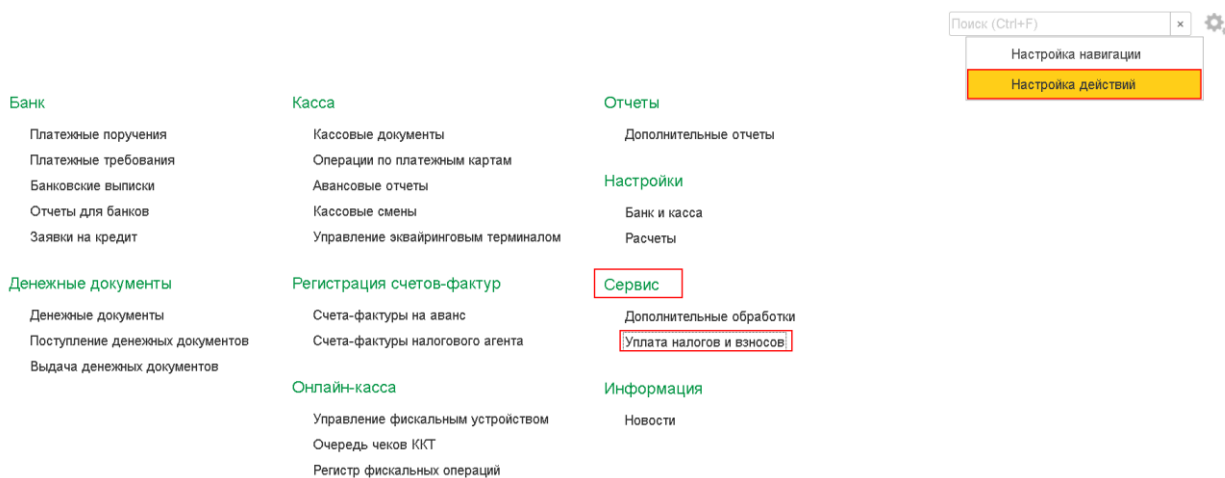 Поиск (Ctrl+F)
×
Настройка навигации
Настройка действий
Банк
Платежные поручения
Платежные требования
Банковские выписки
Отчеты для банков
Заявки на кредит
Денежные документы
Денежные документы
Поступление денежных документов
Выдача денежных документов
Касса
Кассовые документы
Операции по платежным картам
Авансовые отчеты
Кассовые смены
Управление эквайринговым терминалом
Регистрация счетов-фактур
Счета-фактуры на аванс
Счета-фактуры налогового агента
Онлайн-касса
Управление фискальным устройством
Очередь чеков ККТ
Регистр фискальных операций
Отчеты
Дополнительные отчеты
Настройки
Банк и касса
Расчеты
Сервис
Дополнительные обработки
Уплата налогов и взносов
Информация
Новости